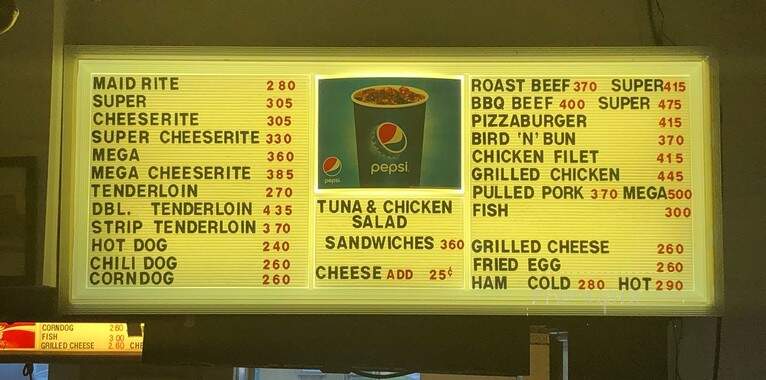 MAID RITE 280
SUPER 305
CHEESERITE 305
SUPER CHEESERITE 330
MEGA 360
MEGA CHEESERITE 385
TENDERLOIN 270
DBL. TENDERLOIN 435
STRIP TENDERLOIN 370
HOT DOG 240
CHILI DOG 260
CORNDOG 260
pepsi
pepsi
TUNA & CHICKEN
SALAD
SANDWICHES 360
CHEESE ADD 25¢
ROAST BEEF 370 SUPER 415
BBQ BEEF 400 SUPER 475
PIZZABURGER 415
BIRD 'N' BUN 370
CHICKEN FILET 415
GRILLED CHICKEN 445
PULLED PORK 370 MEGA 500
FISH 300
GRILLED CHEESE 260
FRIED EGG 260
HAM COLD 280 HOT 290
CORNDOG 260
FISH 300
GRILLED CHEESE 260 CHE